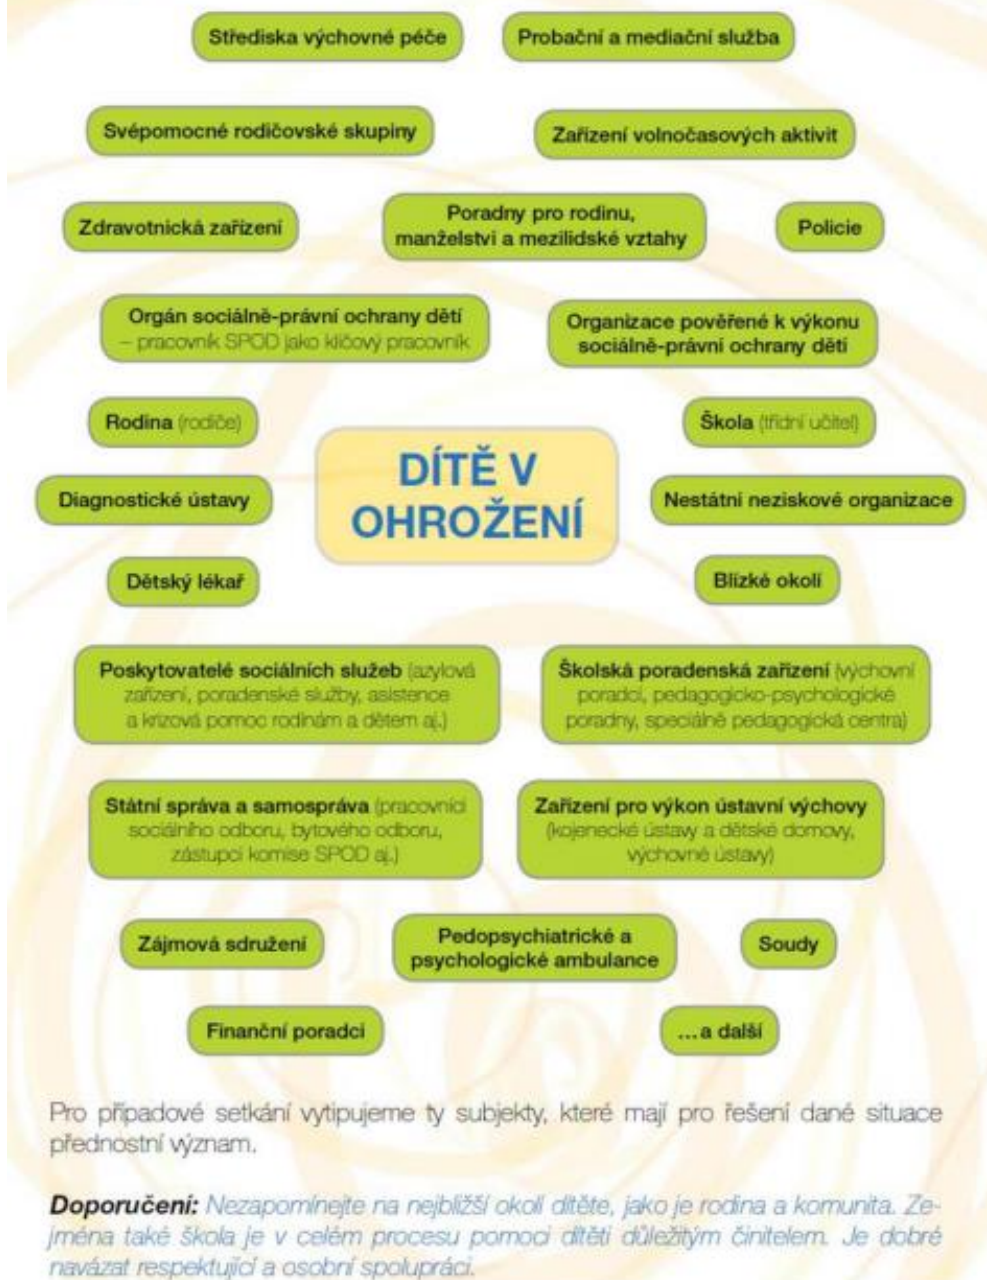 Střediska výchovné péče
Probační a mediační služba
Svépomocné rodičovské skupiny
Zařízení volnočasových aktivit
Zdravotnická zařízení
Poradny pro rodinu,
manželství a mezilidské vztahy
Policie
Orgán sociálně-právní ochrany dětí
– pracovník SPOD jako klíčový pracovník
Organizace pověřené k výkonu
sociálně-právní ochrany dětí
Rodina (rodiče)
Škola (třídní učitel)
DÍTĚ V
OHROŽENÍ
Diagnostické ústavy
Nestátní neziskové organizace
Dětský lékař
Blízké okolí
Poskytovatelé sociálních služeb (azylová
zařízení, poradenské služby, asistence
a krizová pomoc rodinám a dětem aj.)
Školská poradenská zařízení (výchovní
poradci, pedagogicko-psychologické
poradny, speciálně pedagogická centra)
Státní správa a samospráva (pracovníci
sociálního odboru, bytového odboru,
zástupci komise SPOD aj.)
Zařízení pro výkon ústavní výchovy
(kojenecké ústavy a dětské domovy,
výchovné ústavy)
Zájmová sdružení
Pedopsychiatrické a
psychologické ambulance
Soudy
Finanční poradci
...a další
Pro případové setkání vytipujeme ty subjekty, které mají pro řešení dané situace
přednostní význam.
Doporučení: Nezapomínejte na nejbližší okolí dítěte, jako je rodina a komunita. Ze-
jména také škola je v celém procesu pomoci dítěti důležitým činitelem. Je dobré
navázat respektující a osobní spolupráci.